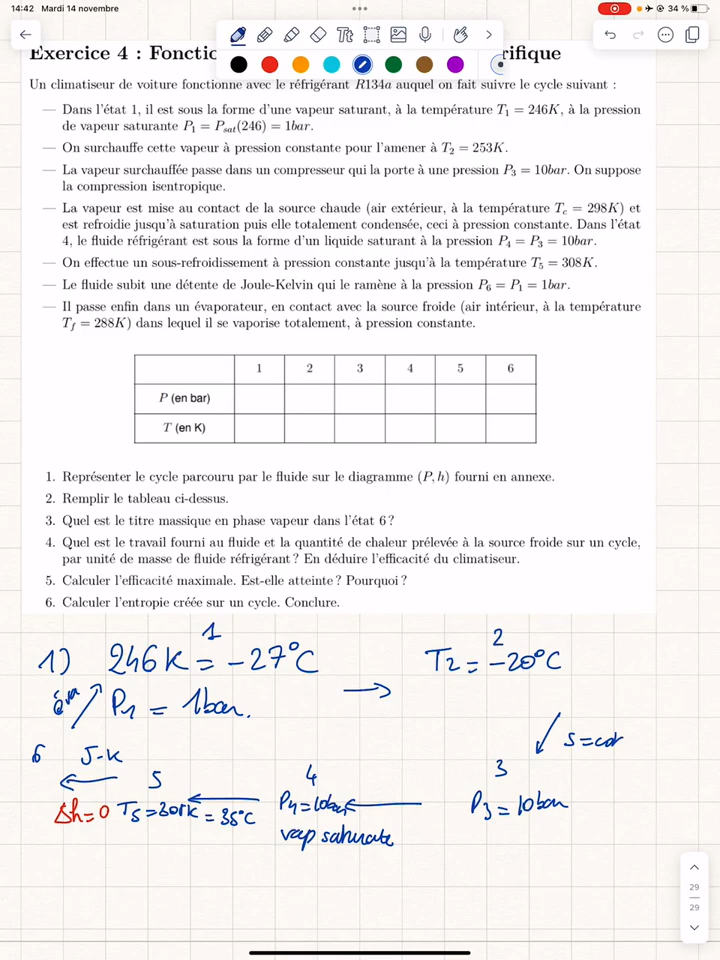 14:42 Mardi 14 novembre
34 %
Exercice 4 : Fonctio rifique
Un climatiseur de voiture fonctionne avec le réfrigérant R134a auquel on fait suivre le cycle suivant :
— Dans l'état 1, il est sous la forme d'une vapeur saturant, à la température T₁ = 246K, à la pression
de vapeur saturante P₁ = Psat(246) = 1bar.
— On surchauffe cette vapeur à pression constante pour l'amener à T₂ = 253K.
— La vapeur surchauffée passe dans un compresseur qui la porte à une pression P₃ = 10bar. On suppose
la compression isentropique.
— La vapeur est mise au contact de la source chaude (air extérieur, à la température Tc = 298K) et
est refroidie jusqu'à saturation puis elle totalement condensée, ceci à pression constante. Dans l'état
4, le fluide réfrigérant est sous la forme d'un liquide saturant à la pression P₄ = P₃ = 10bar.
— On effectue un sous-refroidissement à pression constante jusqu'à la température T₅ = 308K.
— Le fluide subit une détente de Joule-Kelvin qui le ramène à la pression P₆ = P₁ = 1bar.
— Il passe enfin dans un évaporateur, en contact avec la source froide (air intérieur, à la température
Tf = 288K) dans lequel il se vaporise totalement, à pression constante.
1 2 3 4 5 6
P (en bar)
T (en K)
1. Représenter le cycle parcouru par le fluide sur le diagramme (P, h) fourni en annexe.
2. Remplir le tableau ci-dessus.
3. Quel est le titre massique en phase vapeur dans l'état 6 ?
4. Quel est le travail fourni au fluide et la quantité de chaleur prélevée à la source froide sur un cycle,
par unité de masse de fluide réfrigérant ? En déduire l'efficacité du climatiseur.
5. Calculer l'efficacité maximale. Est-elle atteinte ? Pourquoi ?
6. Calculer l'entropie créée sur un cycle. Conclure.
1 2
1) 246K = -27°C → T₂ = -20°C
P₁ = 1bar.
6 J-K 5 4 3 s=
Δh=0 T₅=308K = 35°C P₄=10bar P₃=10bar
vap saturante
29
29